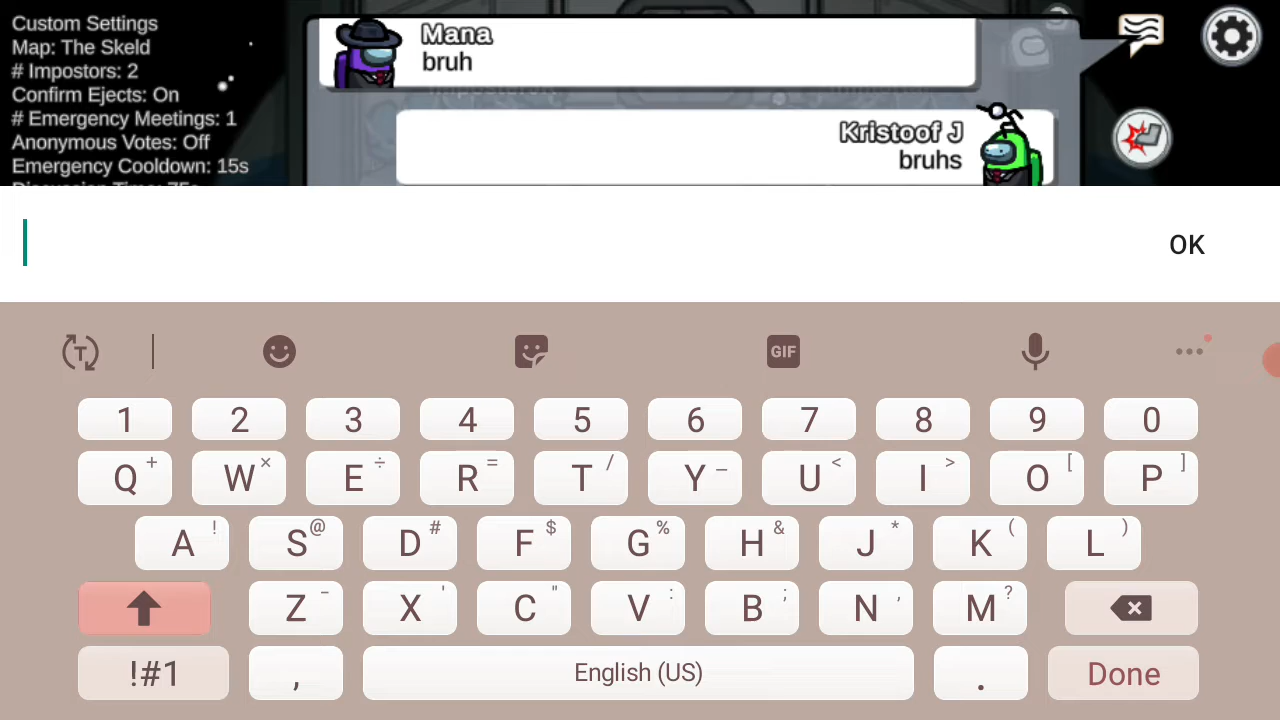 Custom Settings
Map: The Skeld
# Impostors: 2
Confirm Ejects: On
# Emergency Meetings: 1
Anonymous Votes: Off
Emergency Cooldown: 15s
Mana
bruh
Kristoof J
bruhs
OK
GIF
1 2 3 4 5 6 7 8 9 0
Q + W × E ÷ R = T / Y _ U < I > O [ P ]
A ! S @ D # F $ G % H & J * K ( L )
Z - X ' C " V : B ; N , M ?
!#1 , English (US) . Done